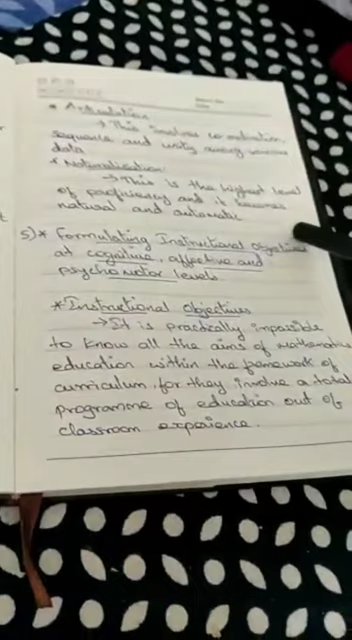 * Articulation
→ This involves co-ordination,
sequence and unity among various
data
* Naturalisation
→ This is the highest level
of proficiency and it becomes
natural and automatic
5) * Formulating Instructional Objectives
at cognitive, affective and
psychomotor levels
* Instructional Objectives
→ It is practically impossible
to know all the aims of mathematics
education within the framework of
curriculum for they involve a total
programme of education out of
classroom experience.